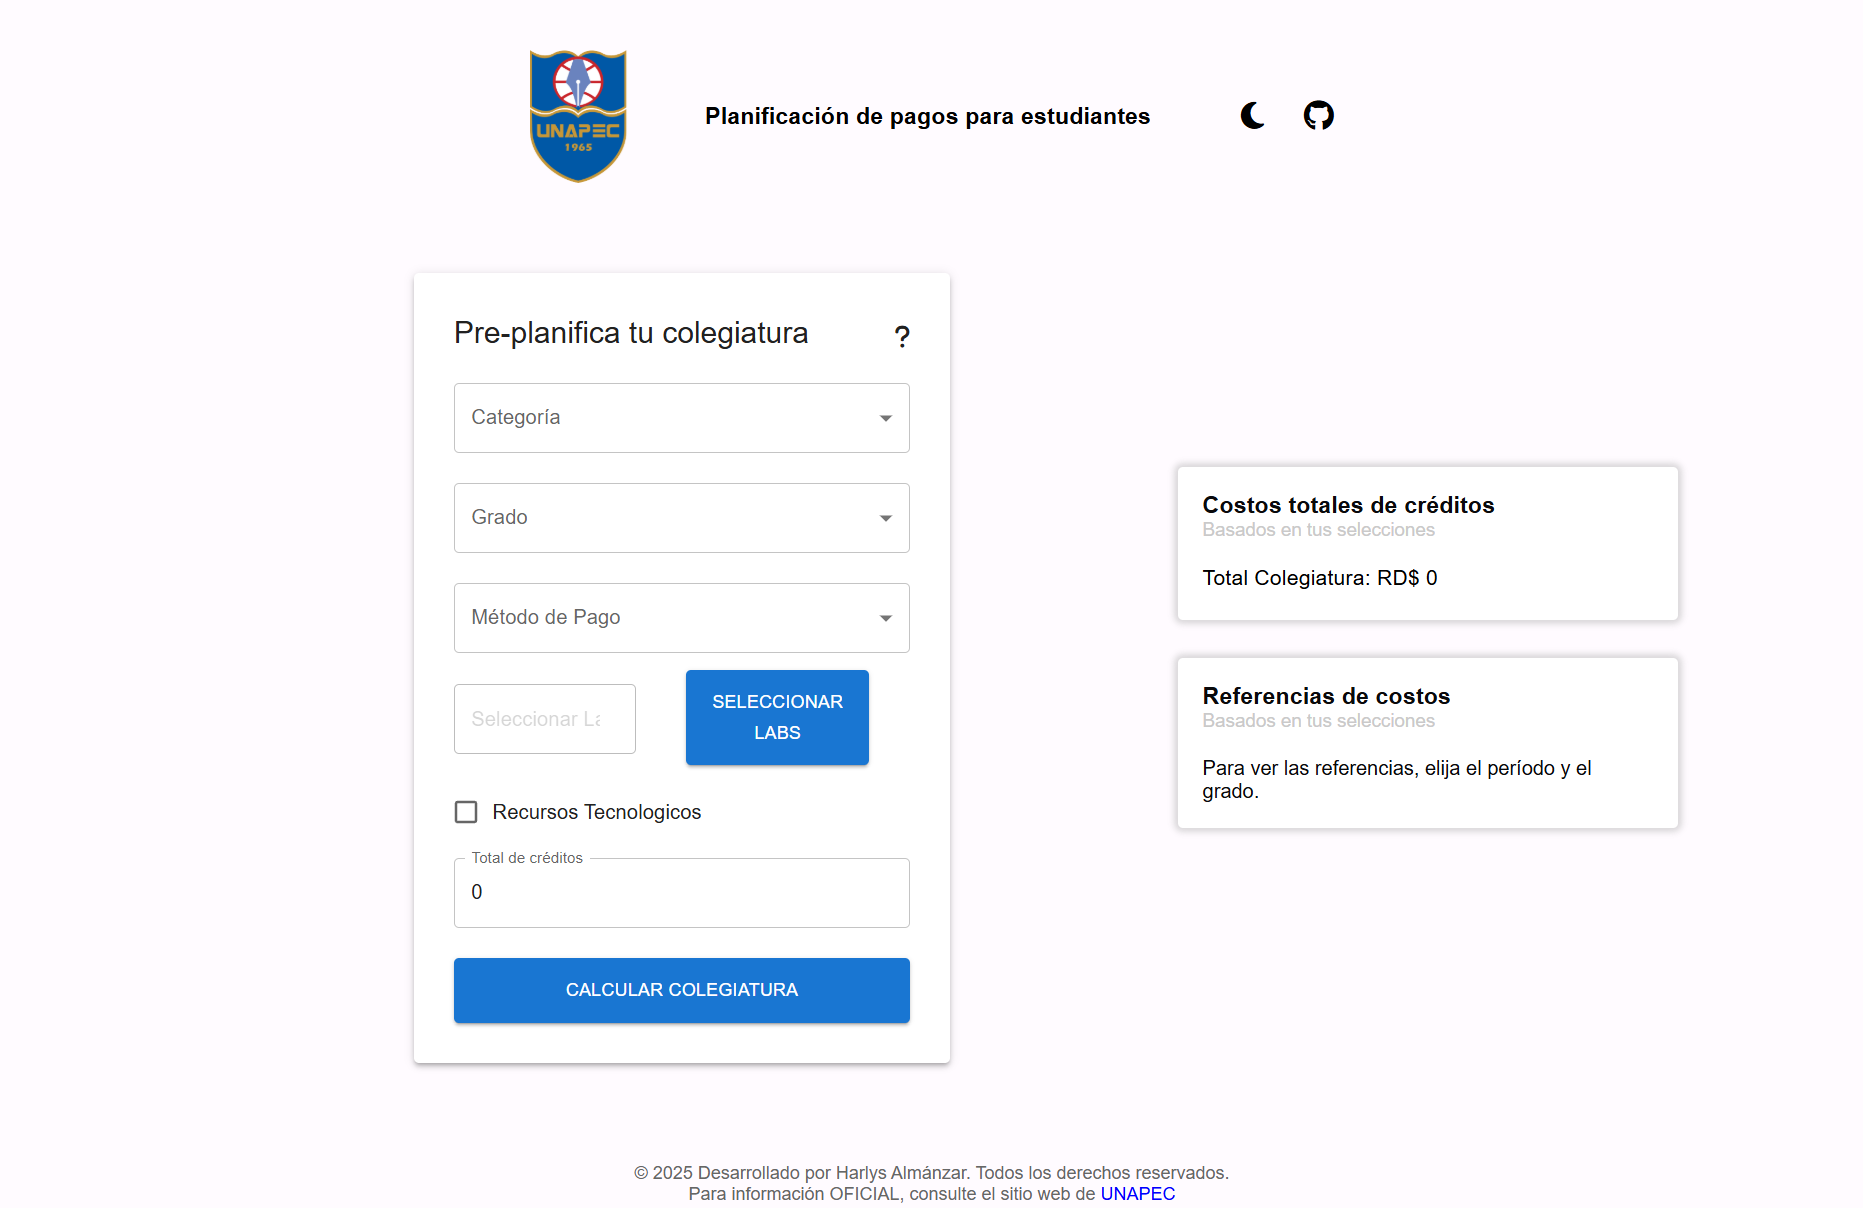 UNAPEC
1965
Planificación de pagos para estudiantes
Pre-planifica tu colegiatura
?
Categoría
Grado
Método de Pago
Seleccionar La
SELECCIONAR
LABS
Recursos Tecnologicos
Total de créditos
0
CALCULAR COLEGIATURA
Costos totales de créditos
Basados en tus selecciones
Total Colegiatura: RD$ 0
Referencias de costos
Basados en tus selecciones
Para ver las referencias, elija el período y el
grado.
© 2025 Desarrollado por Harlys Almánzar. Todos los derechos reservados.
Para información OFICIAL, consulte el sitio web de UNAPEC